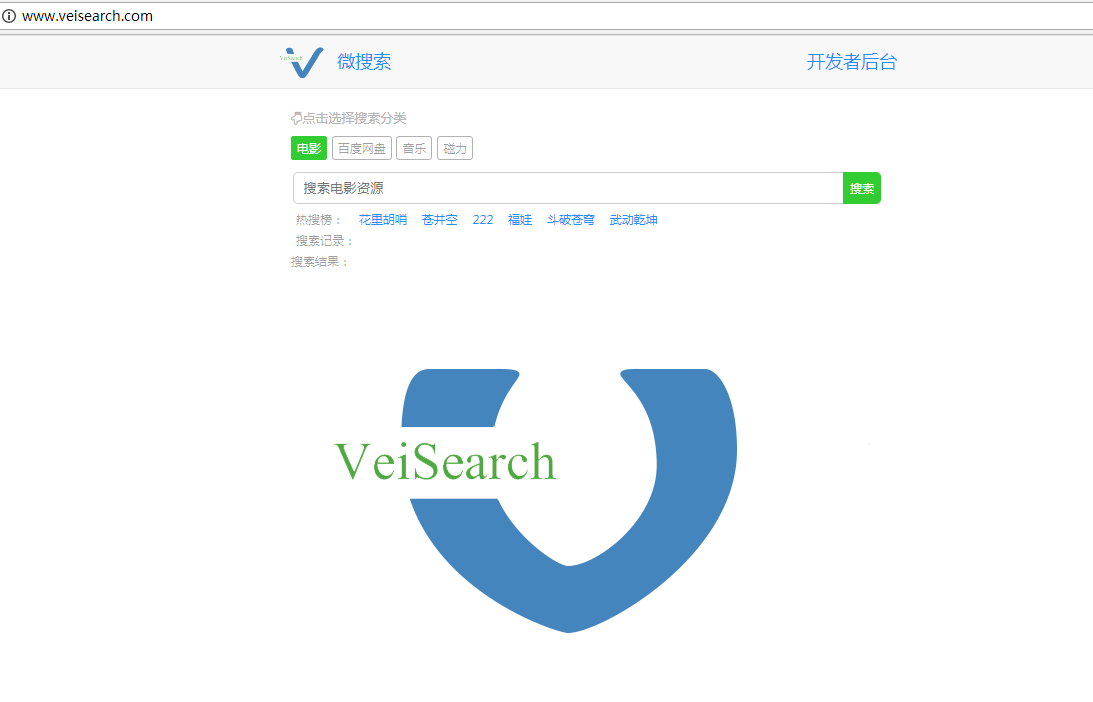 www.veisearch.com
VeiSearch 微搜索 开发者后台
点击选择搜索分类
电影 百度网盘 音乐 磁力
搜索电影资源 搜索
热搜榜： 花里胡哨 苍井空 222 福娃 斗破苍穹 武动乾坤
搜索记录：
搜索结果：
VeiSearch